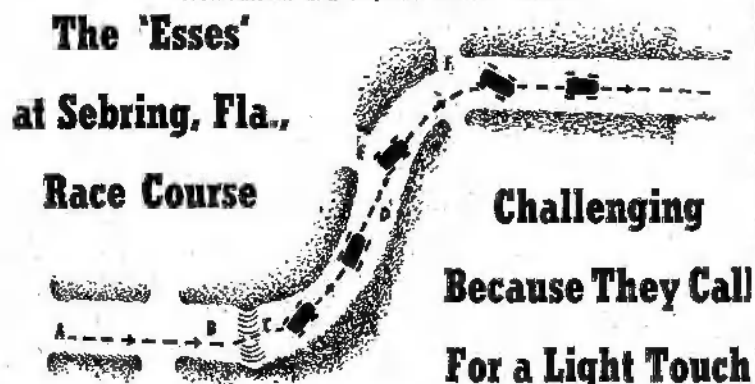 The 'Esses'
at Sebring, Fla.,
Race Course
D
A
B
C
Challenging
Because They Call
For a Light Touch